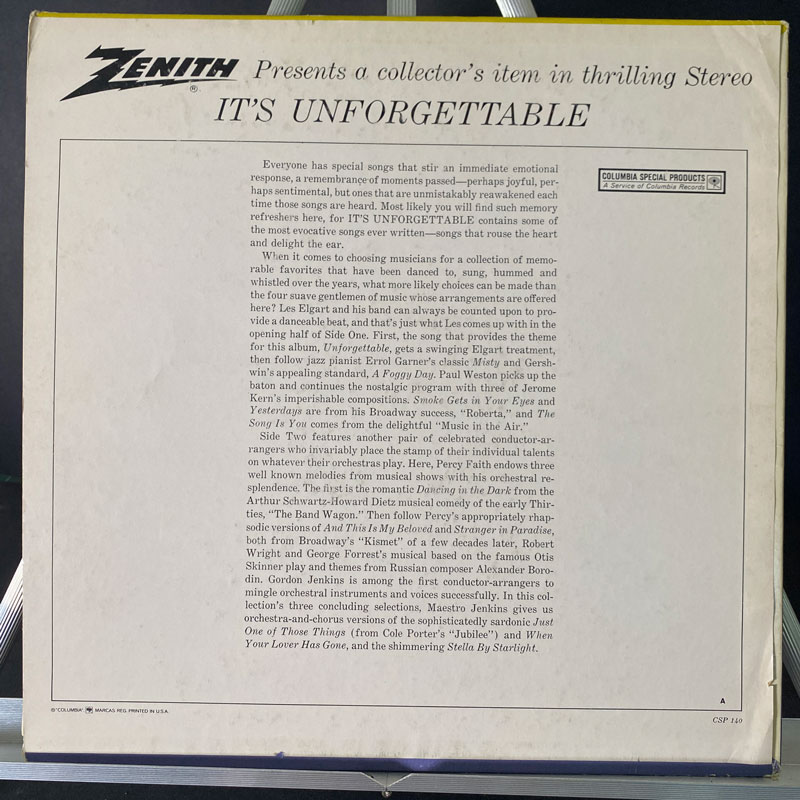 ZENITH® Presents a collector's item in thrilling Stereo
IT'S UNFORGETTABLE
COLUMBIA SPECIAL PRODUCTS
A Service of Columbia Records
Everyone has special songs that stir an immediate emotional
response, a remembrance of moments passed—perhaps joyful, per-
haps sentimental, but ones that are unmistakably reawakened each
time those songs are heard. Most likely you will find such memory
refreshers here, for IT'S UNFORGETTABLE contains some of
the most evocative songs ever written—songs that rouse the heart
and delight the ear.
When it comes to choosing musicians for a collection of memo-
rable favorites that have been danced to, sung, hummed and
whistled over the years, what more likely choices can be made than
the four suave gentlemen of music whose arrangements are offered
here? Les Elgart and his band can always be counted upon to pro-
vide a danceable beat, and that's just what Les comes up with in the
opening half of Side One. First, the song that provides the theme
for this album, Unforgettable, gets a swinging Elgart treatment,
then follow jazz pianist Errol Garner's classic Misty and Gersh-
win's appealing standard, A Foggy Day. Paul Weston picks up the
baton and continues the nostalgic program with three of Jerome
Kern's imperishable compositions. Smoke Gets in Your Eyes and
Yesterdays are from his Broadway success, "Roberta," and The
Song Is You comes from the delightful "Music in the Air."
Side Two features another pair of celebrated conductor-ar-
rangers who invariably place the stamp of their individual talents
on whatever their orchestras play. Here, Percy Faith endows three
well known melodies from musical shows with his orchestral re-
splendence. The first is the romantic Dancing in the Dark from the
Arthur Schwartz-Howard Dietz musical comedy of the early Thir-
ties, "The Band Wagon." Then follow Percy's appropriately rhap-
sodic versions of And This Is My Beloved and Stranger in Paradise,
both from Broadway's "Kismet" of a few decades later, Robert
Wright and George Forrest's musical based on the famous Otis
Skinner play and themes from Russian composer Alexander Boro-
din. Gordon Jenkins is among the first conductor-arrangers to
mingle orchestral instruments and voices successfully. In this col-
lection's three concluding selections, Maestro Jenkins gives us
orchestra-and-chorus versions of the sophisticatedly sardonic Just
One of Those Things (from Cole Porter's "Jubilee") and When
Your Lover Has Gone, and the shimmering Stella By Starlight.
A
® "COLUMBIA", MARCAS REG. PRINTED IN U.S.A.
CSP 140